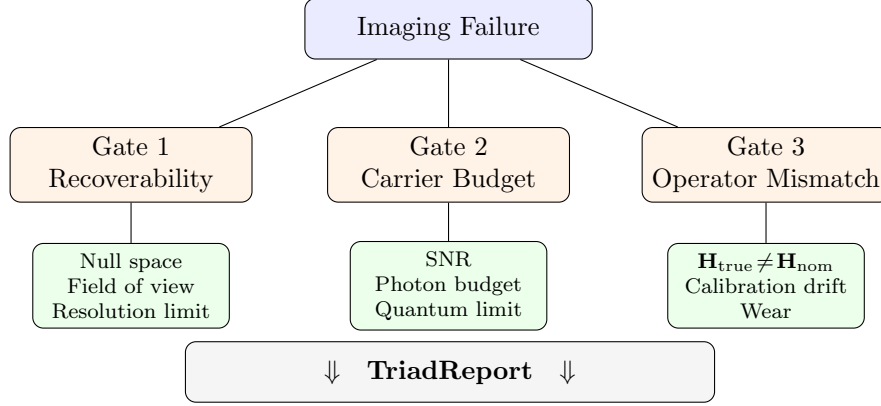 Imaging Failure
Gate 1
Recoverability
Gate 2
Carrier Budget
Gate 3
Operator Mismatch
Null space
Field of view
Resolution limit
SNR
Photon budget
Quantum limit
H_true ≠ H_nom
Calibration drift
Wear
⇓ TriadReport ⇓